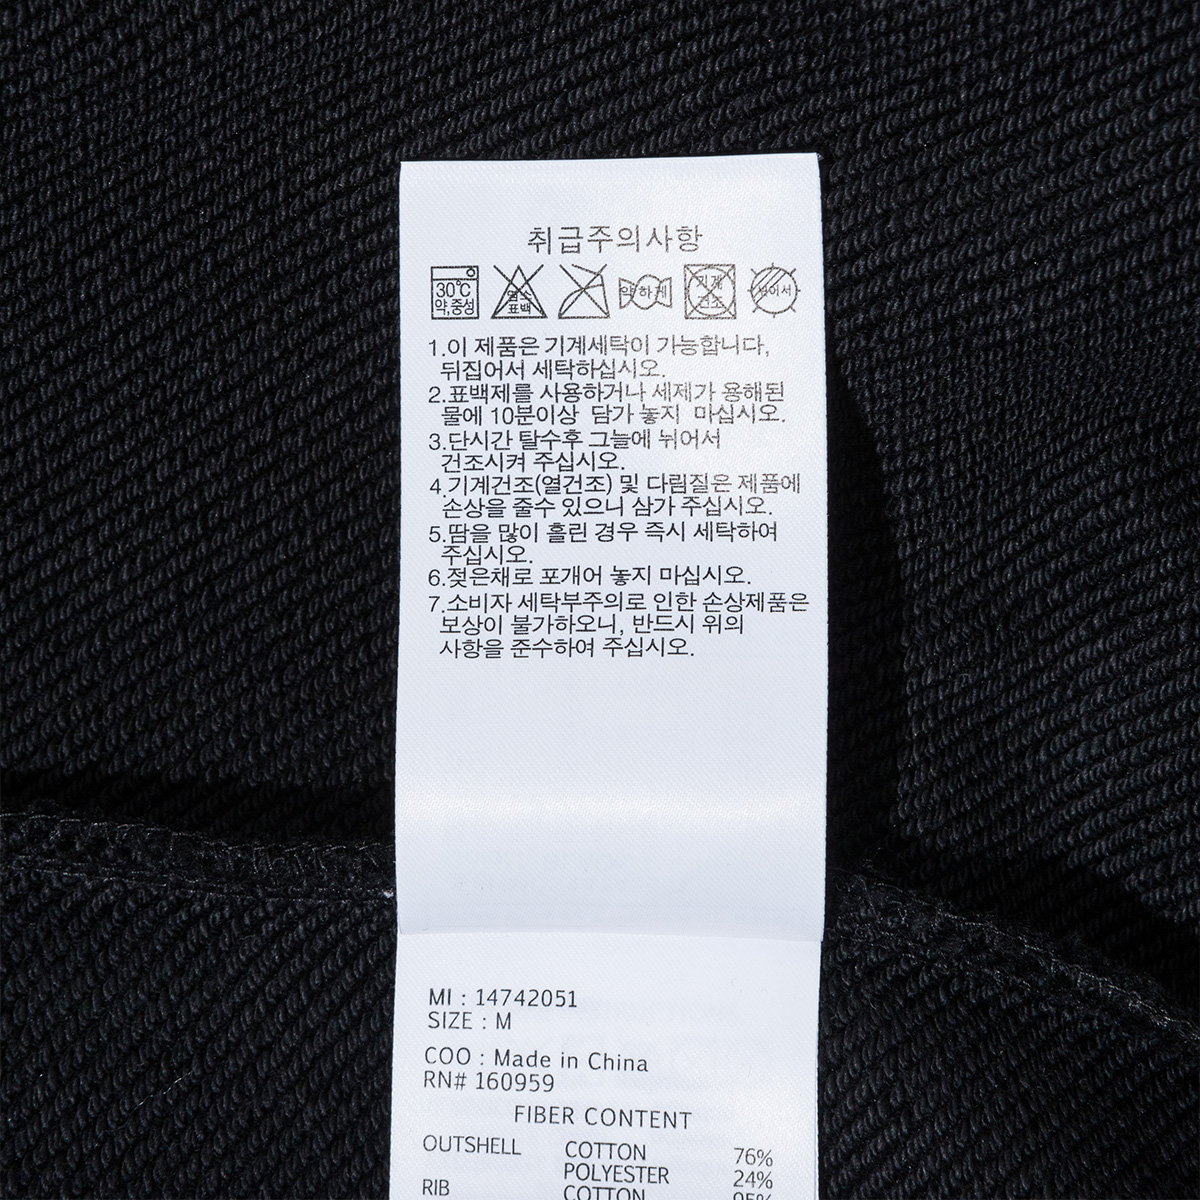 취급주의사항
30℃
약,중성
염소
표백
약하게
기계
건조
뉘어서
1.이 제품은 기계세탁이 가능합니다,
뒤집어서 세탁하십시오.
2.표백제를 사용하거나 세제가 용해된
물에 10분이상 담가 놓지 마십시오.
3.단시간 탈수후 그늘에 뉘어서
건조시켜 주십시오.
4.기계건조(열건조) 및 다림질은 제품에
손상을 줄수 있으니 삼가 주십시오.
5.땀을 많이 흘린 경우 즉시 세탁하여
주십시오.
6.젖은채로 포개어 놓지 마십시오.
7.소비자 세탁부주의로 인한 손상제품은
보상이 불가하오니, 반드시 위의
사항을 준수하여 주십시오.
MI : 14742051
SIZE : M
COO : Made in China
RN# 160959
FIBER CONTENT
OUTSHELL COTTON 76%
POLYESTER 24%
RIB COTTON 95%